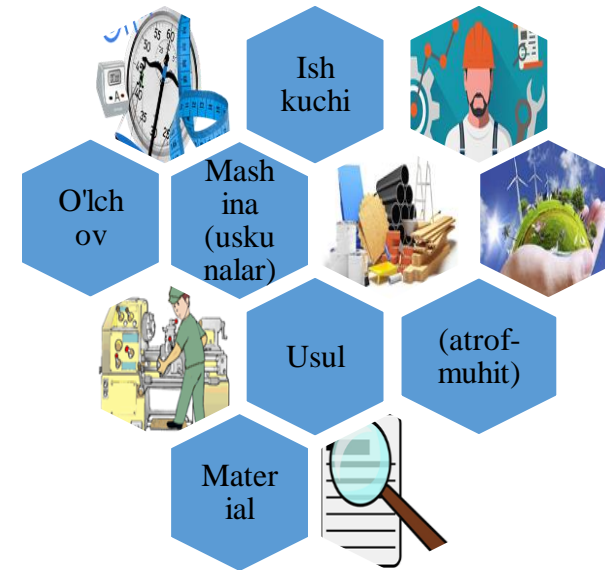 Ish
kuchi
O'lch
ov
Mash
ina
(usku
nalar)
Usul
(atrof-
muhit)
Mater
ial